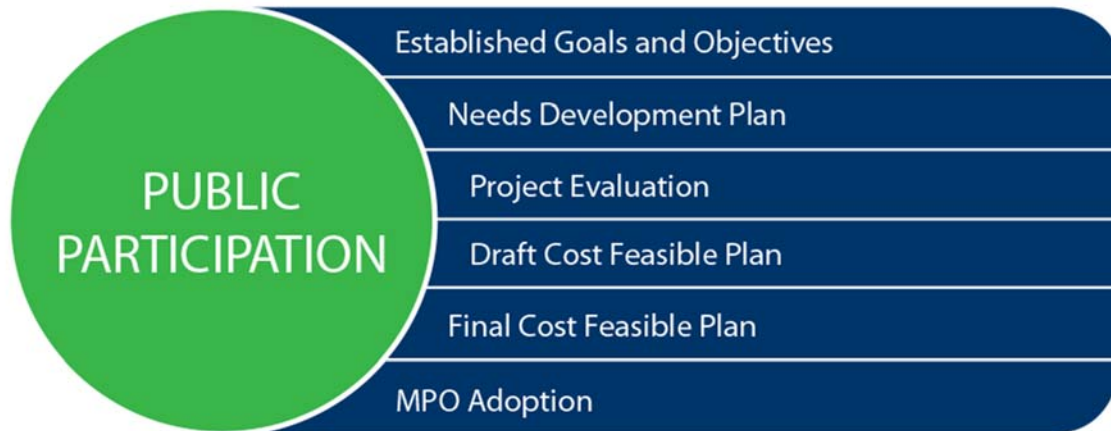 PUBLIC
PARTICIPATION
Established Goals and Objectives
Needs Development Plan
Project Evaluation
Draft Cost Feasible Plan
Final Cost Feasible Plan
MPO Adoption